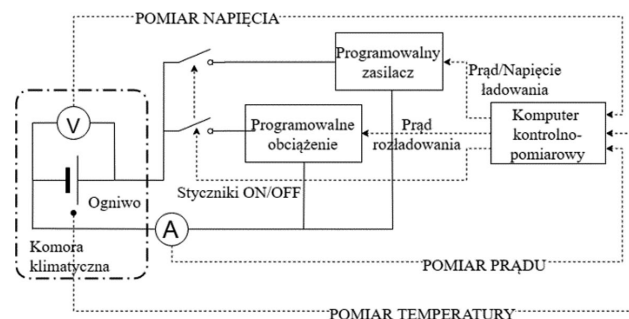 POMIAR NAPIĘCIA
Programowalny
zasilacz
Prąd/Napięcie
ładowania
V
Programowalne
obciążenie
Prąd
rozładowania
Komputer
kontrolno-
pomiarowy
Ogniwo
Styczniki ON/OFF
A
Komora
klimatyczna
POMIAR PRĄDU
POMIAR TEMPERATURY